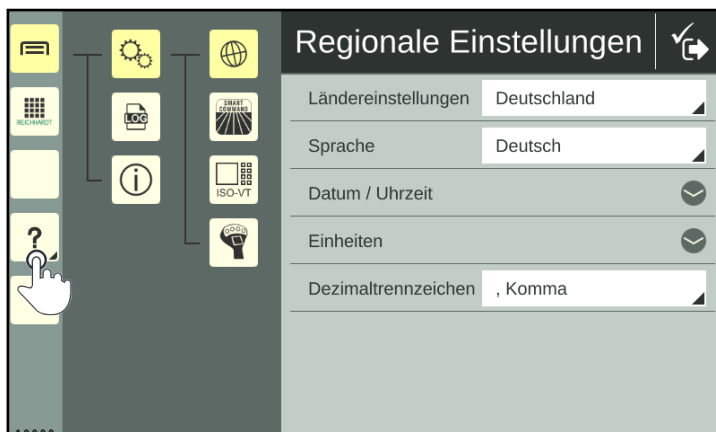 Regionale Einstellungen
REICHHARDT
LOG
SMART COMMAND
ISO-VT
?
Ländereinstellungen Deutschland
Sprache Deutsch
Datum / Uhrzeit
Einheiten
Dezimaltrennzeichen , Komma